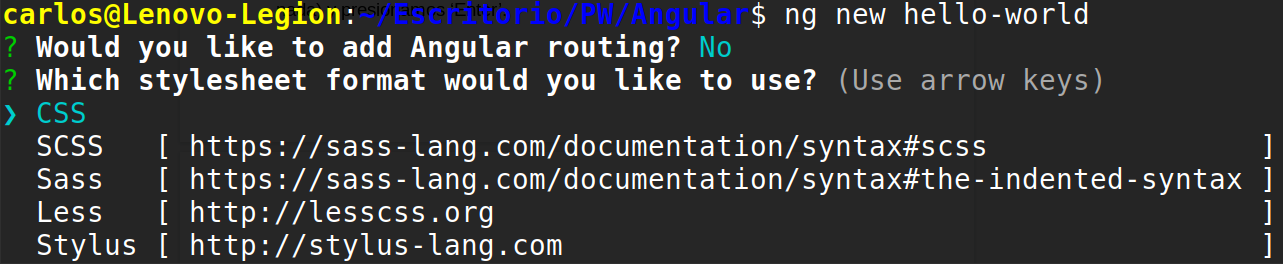 carlos@Lenovo-Legion:~/Escritorio/PW/Angular$ ng new hello-world
? Would you like to add Angular routing? No
? Which stylesheet format would you like to use? (Use arrow keys)
❯ CSS
  SCSS   [ https://sass-lang.com/documentation/syntax#scss                ]
  Sass   [ https://sass-lang.com/documentation/syntax#the-indented-syntax ]
  Less   [ http://lesscss.org                                             ]
  Stylus [ http://stylus-lang.com                                         ]